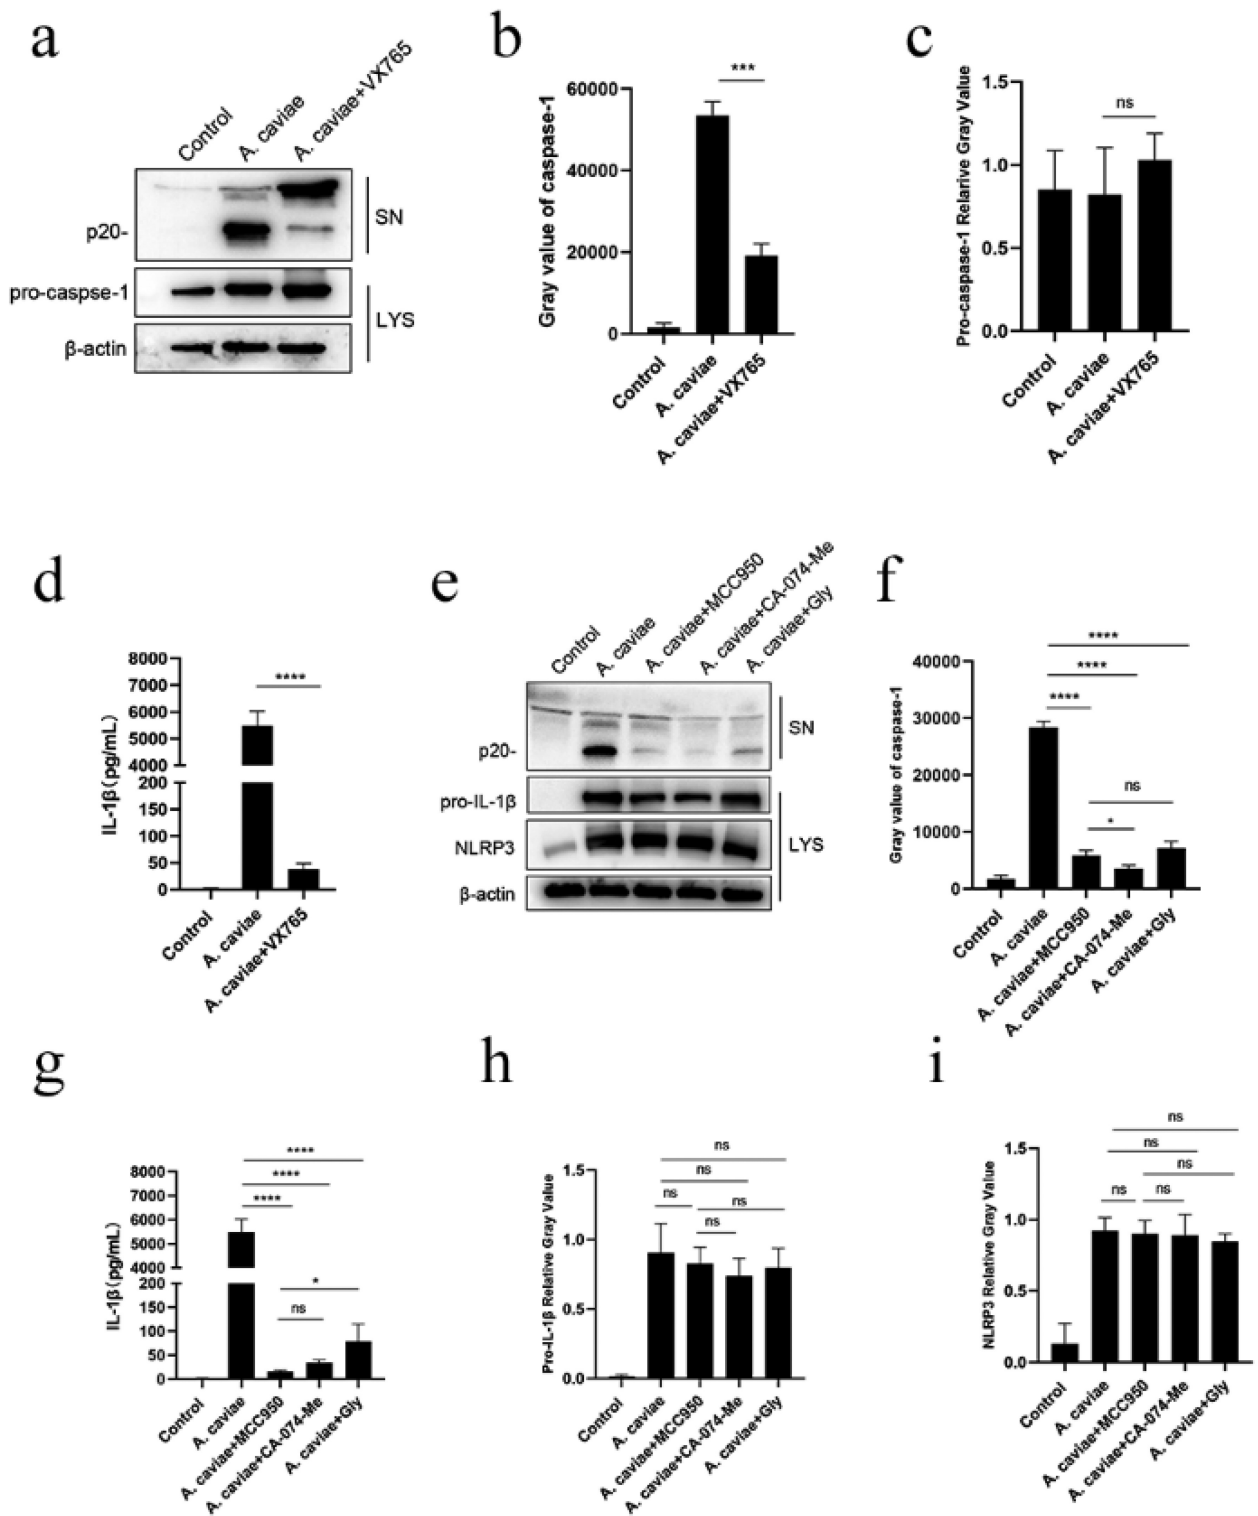 a
Control
A. caviae
A. caviae+VX765
p20-
SN
pro-caspse-1
LYS
β-actin
b
***
Gray value of caspase-1
60000
40000
20000
0
Control
A. caviae
A. caviae+VX765
c
ns
Pro-caspase-1 Relarive Gray Value
1.5
1.0
0.5
0.0
Control
A. caviae
A. caviae+VX765
d
****
IL-1β(pg/mL)
8000
7000
6000
5000
4000
200
150
100
50
0
Control
A. caviae
A. caviae+VX765
e
Control
A. caviae
A. caviae+MCC950
A. caviae+CA-074-Me
A. caviae+Gly
p20-
SN
pro-IL-1β
NLRP3
LYS
β-actin
f
****
****
****
ns
*
Gray value of caspase-1
40000
30000
20000
10000
0
Control
A. caviae
A. caviae+MCC950
A. caviae+CA-074-Me
A. caviae+Gly
g
****
****
****
*
ns
IL-1β(pg/mL)
8000
7000
6000
5000
4000
200
150
100
50
0
Control
A. caviae
A. caviae+MCC950
A. caviae+CA-074-Me
A. caviae+Gly
h
ns
ns
ns
ns
ns
Pro-IL-1β Relative Gray Value
1.5
1.0
0.5
0.0
Control
A. caviae
A. caviae+MCC950
A. caviae+CA-074-Me
A. caviae+Gly
i
ns
ns
ns
ns
ns
NLRP3 Relative Gray Value
1.5
1.0
0.5
0.0
Control
A. caviae
A. caviae+MCC950
A. caviae+CA-074-Me
A. caviae+Gly